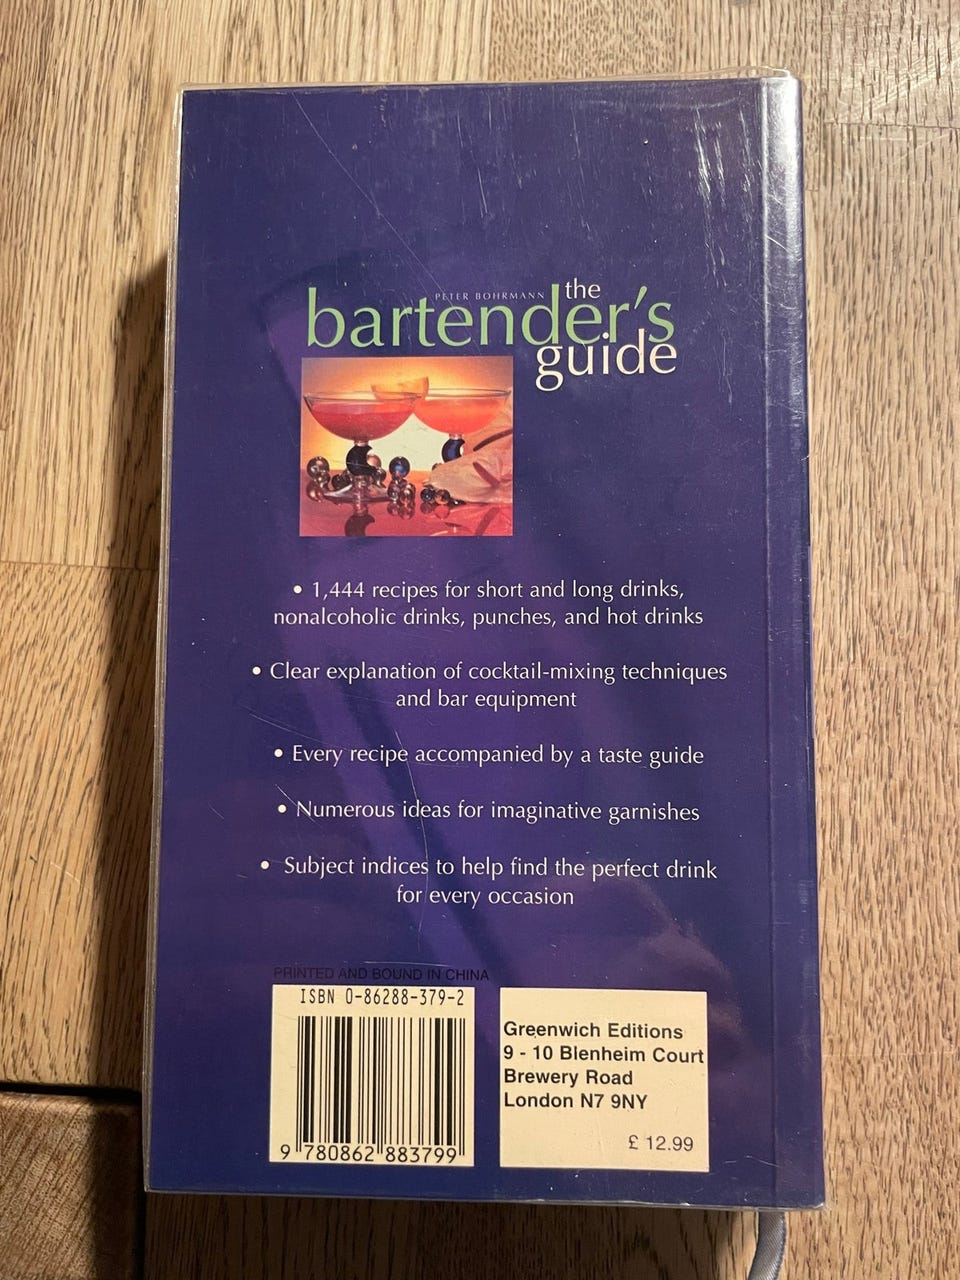 PETER BOHRMANN the
bartender's
guide
• 1,444 recipes for short and long drinks,
nonalcoholic drinks, punches, and hot drinks
• Clear explanation of cocktail-mixing techniques
and bar equipment
• Every recipe accompanied by a taste guide
• Numerous ideas for imaginative garnishes
• Subject indices to help find the perfect drink
for every occasion
PRINTED AND BOUND IN CHINA
ISBN 0-86288-379-2
9 780862 883799
Greenwich Editions
9 - 10 Blenheim Court
Brewery Road
London N7 9NY
£ 12.99